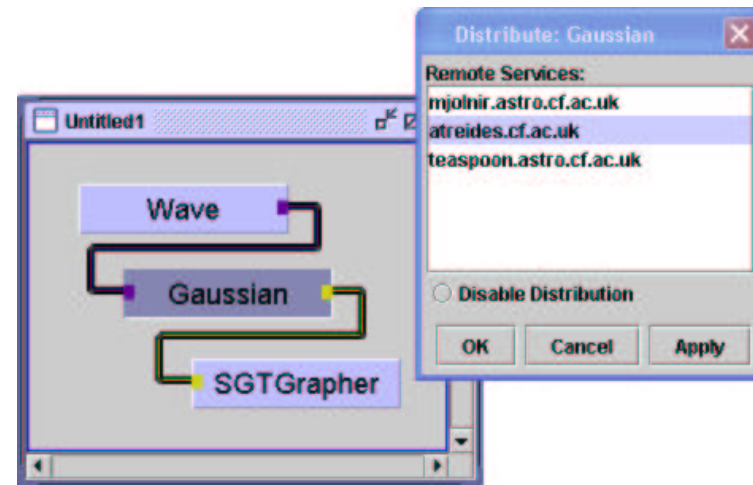 Distribute: Gaussian
Remote Services:
mjolnir.astro.cf.ac.uk
atreides.cf.ac.uk
teaspoon.astro.cf.ac.uk
Disable Distribution
OK Cancel Apply
Untitled1
Wave
Gaussian
SGTGrapher